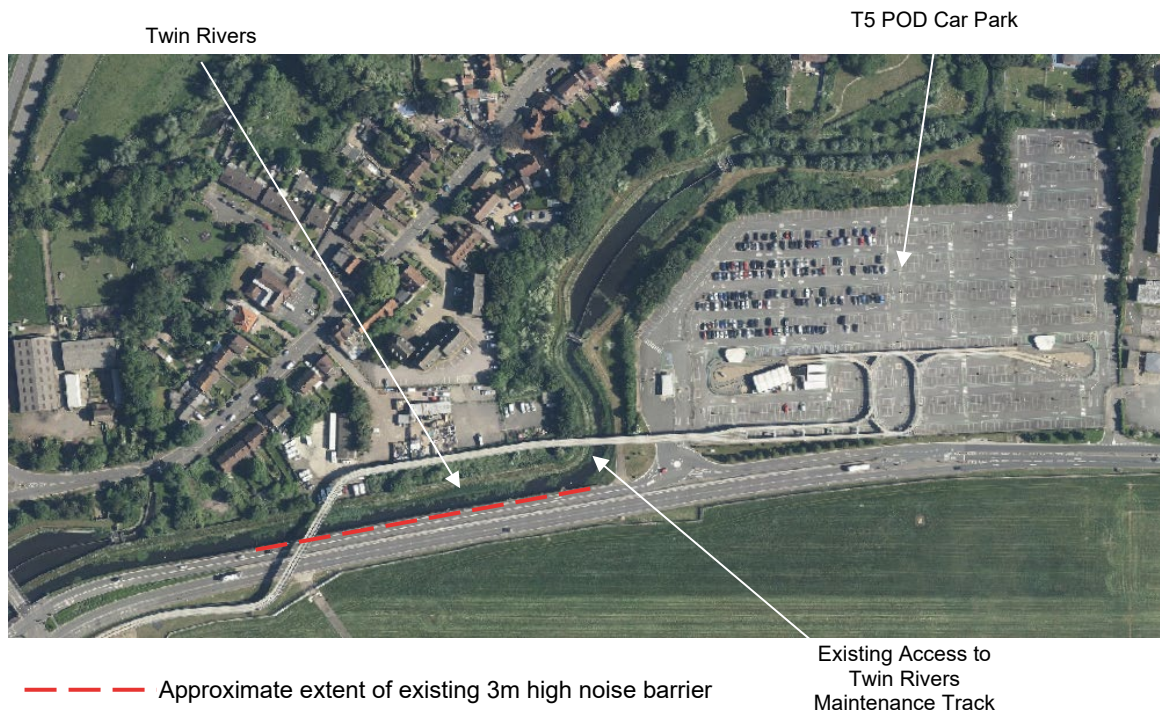 T5 POD Car Park
Twin Rivers
Existing Access to
Twin Rivers
Maintenance Track
Approximate extent of existing 3m high noise barrier